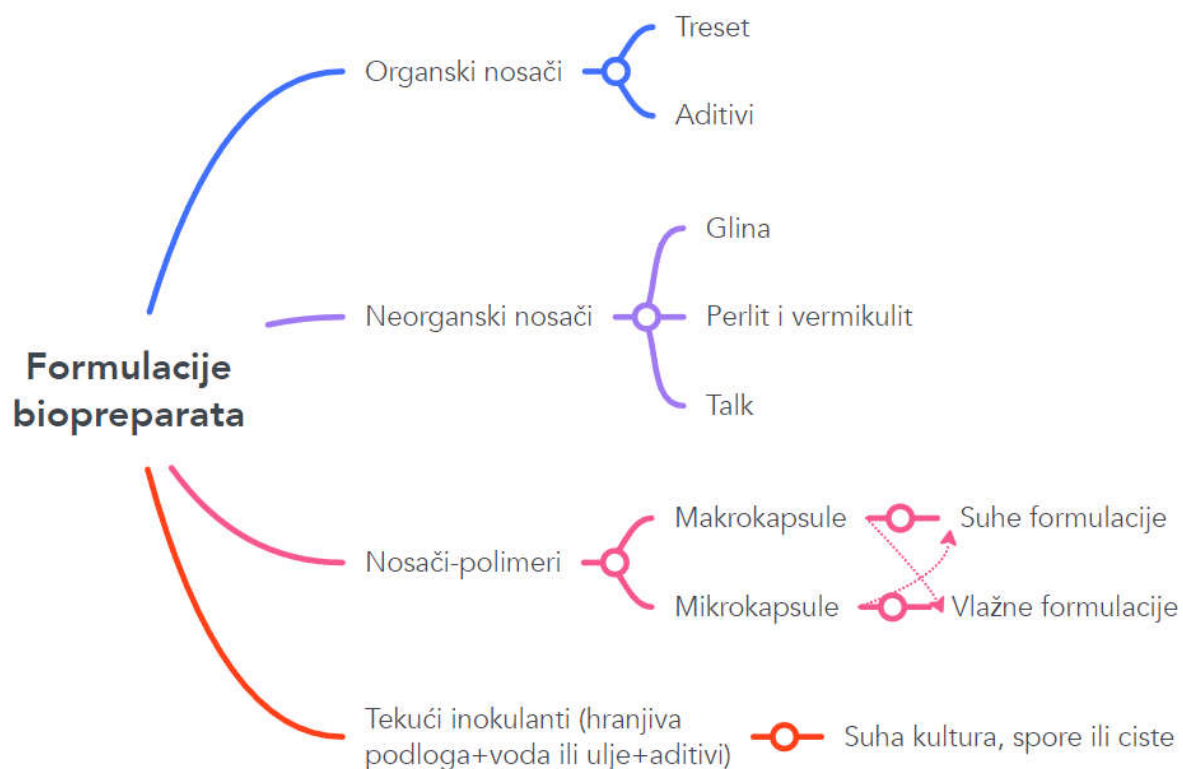 Formulacije
biopreparata
Organski nosači
Treset
Aditivi
Neorganski nosači
Glina
Perlit i vermikulit
Talk
Nosači-polimeri
Makrokapsule
Suhe formulacije
Mikrokapsule
Vlažne formulacije
Tekući inokulanti (hranjiva
podloga+voda ili ulje+aditivi)
Suha kultura, spore ili ciste